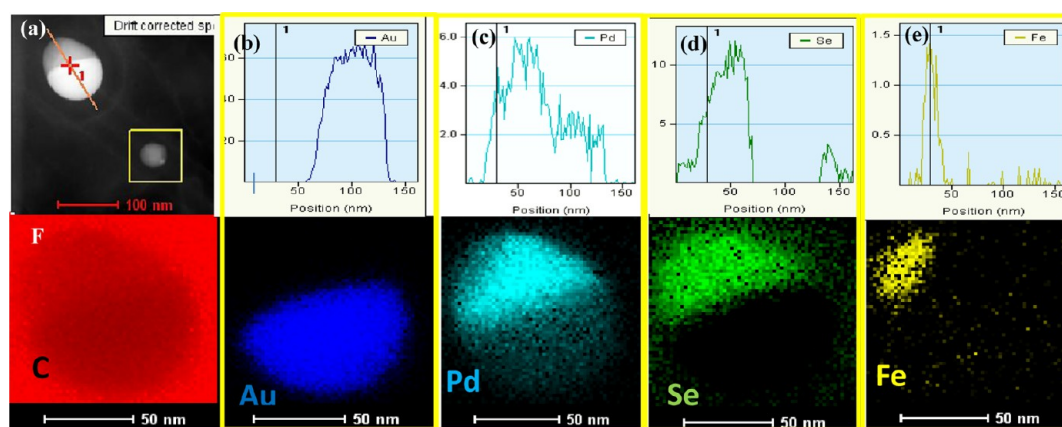 (a)
Drift corrected spe
1
100 nm
(b)
1
Au
60
40
20
50 100 150
Position (nm)
(c)
1
Pd
6.0
4.0
2.0
50 100 150
Position (nm)
(d)
1
Se
10
5
50 100 150
Position (nm)
(e)
1
Fe
1.5
1.0
0.5
50 100 150
Position (nm)
F
C
Au
50 nm
Pd
50 nm
Se
50 nm
Fe
50 nm
50 nm